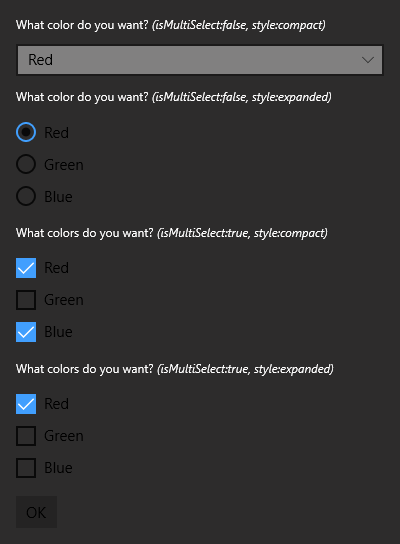 What color do you want? (isMultiSelect:false, style:compact)
Red
What color do you want? (isMultiSelect:false, style:expanded)
Red
Green
Blue
What colors do you want? (isMultiSelect:true, style:compact)
Red
Green
Blue
What colors do you want? (isMultiSelect:true, style:expanded)
Red
Green
Blue
OK